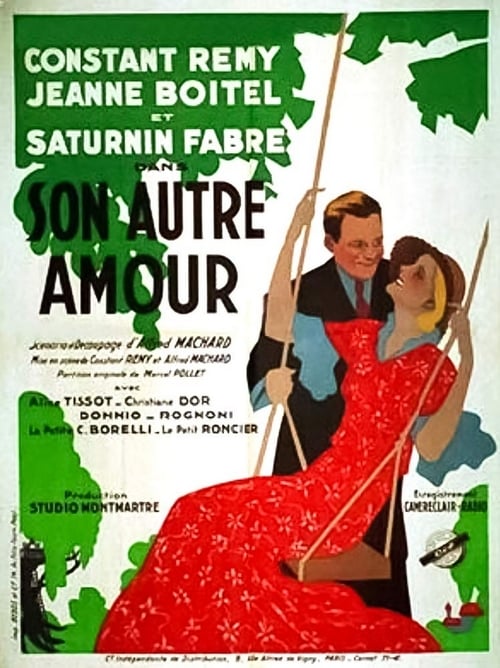 CONSTANT REMY
JEANNE BOITEL
ET
SATURNIN FABRE
DANS
SON AUTRE
AMOUR
Scénario et Découpage d'Alfred MACHARD
Mise en scène de Constant REMY et Alfred MACHARD
Partition originale de Marcel POLLET
AVEC
Aline TISSOT _ Christiane DOR
DONNIO _ ROGNONI
La Petite C. BORELLI _ Le Petit RONCIER
Production
STUDIO MONTMARTRE
Enregistrement
CAMERECLAIR-RADIO
Cie Indépendante de Distribution, 8, Rue Alfred de Vigny, PARIS _ Carnot